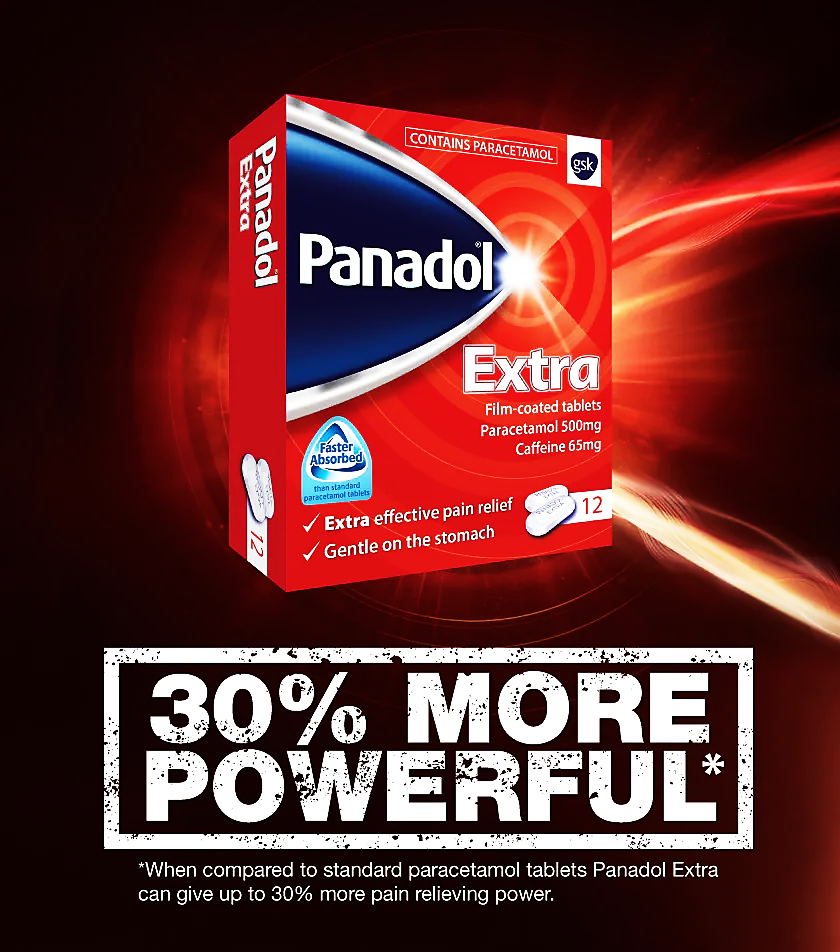 Panadol
Extra
12
CONTAINS PARACETAMOL
gsk
Panadol®
Extra
Film-coated tablets
Paracetamol 500mg
Caffeine 65mg
Faster
Absorbed
than standard
paracetamol tablets
✓ Extra effective pain relief
✓ Gentle on the stomach
12
30% MORE
POWERFUL*
*When compared to standard paracetamol tablets Panadol Extra
can give up to 30% more pain relieving power.